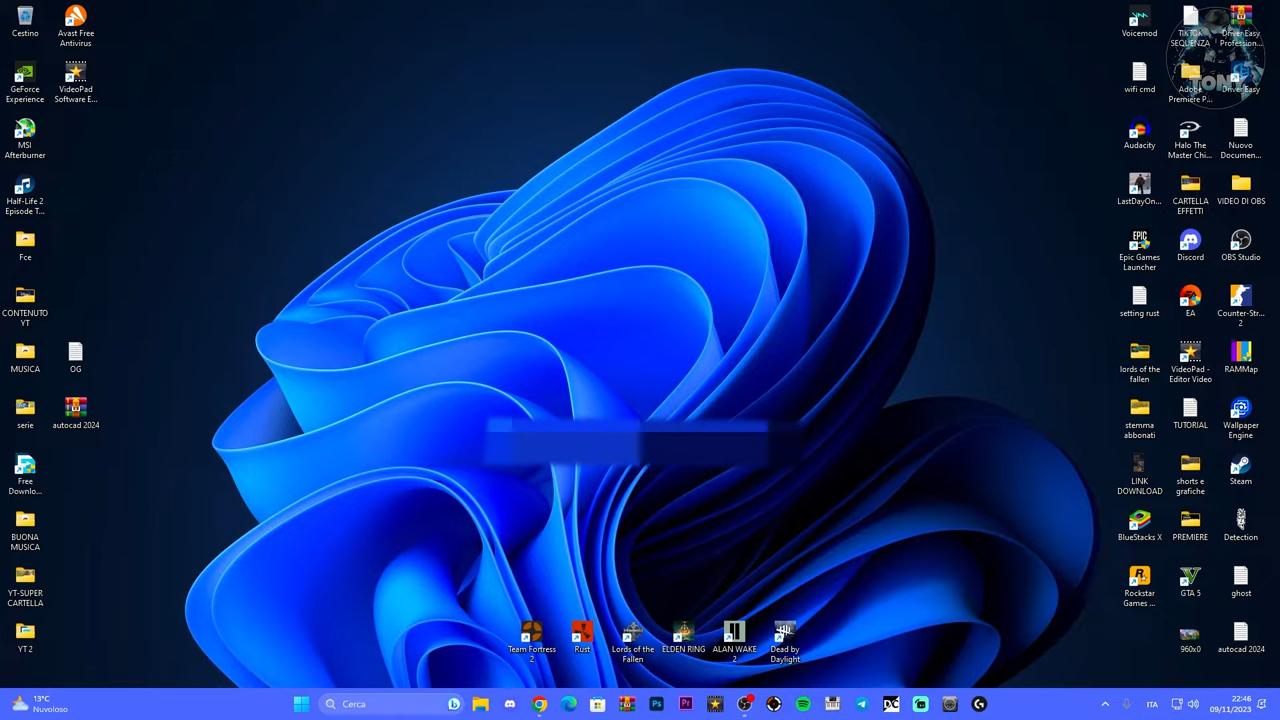 Cestino
Avast Free
Antivirus
GeForce
Experience
VideoPad
Software E...
MSI
Afterburner
Half-Life 2
Episode T...
Fce
CONTENUTO
YT
MUSICA
OG
serie
autocad 2024
Free
Downlo...
BUONA
MUSICA
YT-SUPER
CARTELLA
YT 2
Voicemod
TIKTOK
SEQUENZA
Driver Easy
Profession...
wifi cmd
Adobe
Premiere P...
Driver Easy
TONY
Audacity
Halo The
Master Chi...
Nuovo
Documen...
LastDayOn...
CARTELLA
EFFETTI
VIDEO DI OBS
EPIC
GAMES
Epic Games
Launcher
Discord
OBS Studio
setting rust
EA
Counter-Str...
2
lords of the
fallen
VideoPad -
Editor Video
RAMMap
stemma
abbonati
TUTORIAL
Wallpaper
Engine
LINK
DOWNLOAD
shorts e
grafiche
Steam
BlueStacks X
PREMIERE
Detection
Rockstar
Games ...
GTA 5
ghost
960x0
autocad 2024
Team Fortress
2
Rust
Lords of the
Fallen
ELDEN RING
ALAN WAKE
2
Dead by
Daylight
13°C
Nuvoloso
Cerca
Ps
Pr
ITA
22:46
09/11/2023